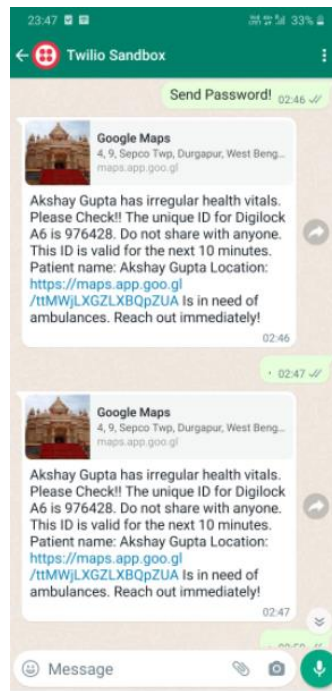 23:47 33%
Twilio Sandbox
Send Password! 02:46
Google Maps
4, 9, Sepco Twp, Durgapur, West Beng...
maps.app.goo.gl
Akshay Gupta has irregular health vitals.
Please Check!! The unique ID for Digilock
A6 is 976428. Do not share with anyone.
This ID is valid for the next 10 minutes.
Patient name: Akshay Gupta Location:
https://maps.app.goo.gl
/ttMWjLXGZLXBQpZUA Is in need of
ambulances. Reach out immediately!
02:46
. 02:47
Google Maps
4, 9, Sepco Twp, Durgapur, West Beng...
maps.app.goo.gl
Akshay Gupta has irregular health vitals.
Please Check!! The unique ID for Digilock
A6 is 976428. Do not share with anyone.
This ID is valid for the next 10 minutes.
Patient name: Akshay Gupta Location:
https://maps.app.goo.gl
/ttMWjLXGZLXBQpZUA Is in need of
ambulances. Reach out immediately!
02:47
Message